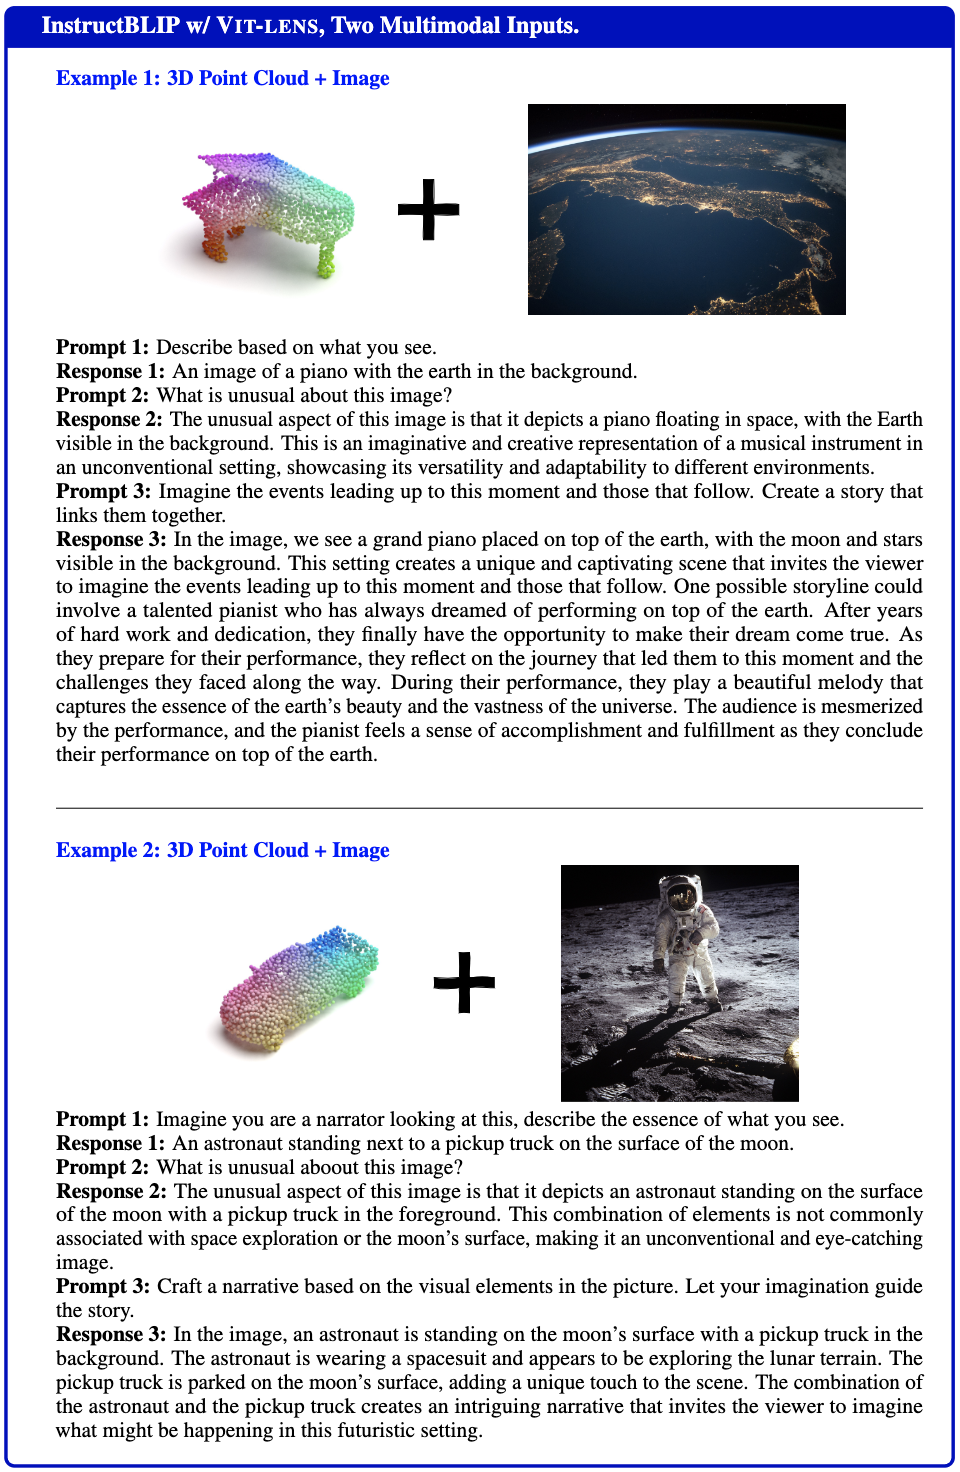 InstructBLIP w/ VIT-LENS, Two Multimodal Inputs.
Example 1: 3D Point Cloud + Image
Prompt 1: Describe based on what you see.
Response 1: An image of a piano with the earth in the background.
Prompt 2: What is unusual about this image?
Response 2: The unusual aspect of this image is that it depicts a piano floating in space, with the Earth
visible in the background. This is an imaginative and creative representation of a musical instrument in
an unconventional setting, showcasing its versatility and adaptability to different environments.
Prompt 3: Imagine the events leading up to this moment and those that follow. Create a story that
links them together.
Response 3: In the image, we see a grand piano placed on top of the earth, with the moon and stars
visible in the background. This setting creates a unique and captivating scene that invites the viewer
to imagine the events leading up to this moment and those that follow. One possible storyline could
involve a talented pianist who has always dreamed of performing on top of the earth. After years
of hard work and dedication, they finally have the opportunity to make their dream come true. As
they prepare for their performance, they reflect on the journey that led them to this moment and the
challenges they faced along the way. During their performance, they play a beautiful melody that
captures the essence of the earth's beauty and the vastness of the universe. The audience is mesmerized
by the performance, and the pianist feels a sense of accomplishment and fulfillment as they conclude
their performance on top of the earth.
Example 2: 3D Point Cloud + Image
Prompt 1: Imagine you are a narrator looking at this, describe the essence of what you see.
Response 1: An astronaut standing next to a pickup truck on the surface of the moon.
Prompt 2: What is unusual aboout this image?
Response 2: The unusual aspect of this image is that it depicts an astronaut standing on the surface
of the moon with a pickup truck in the foreground. This combination of elements is not commonly
associated with space exploration or the moon's surface, making it an unconventional and eye-catching
image.
Prompt 3: Craft a narrative based on the visual elements in the picture. Let your imagination guide
the story.
Response 3: In the image, an astronaut is standing on the moon's surface with a pickup truck in the
background. The astronaut is wearing a spacesuit and appears to be exploring the lunar terrain. The
pickup truck is parked on the moon's surface, adding a unique touch to the scene. The combination of
the astronaut and the pickup truck creates an intriguing narrative that invites the viewer to imagine
what might be happening in this futuristic setting.